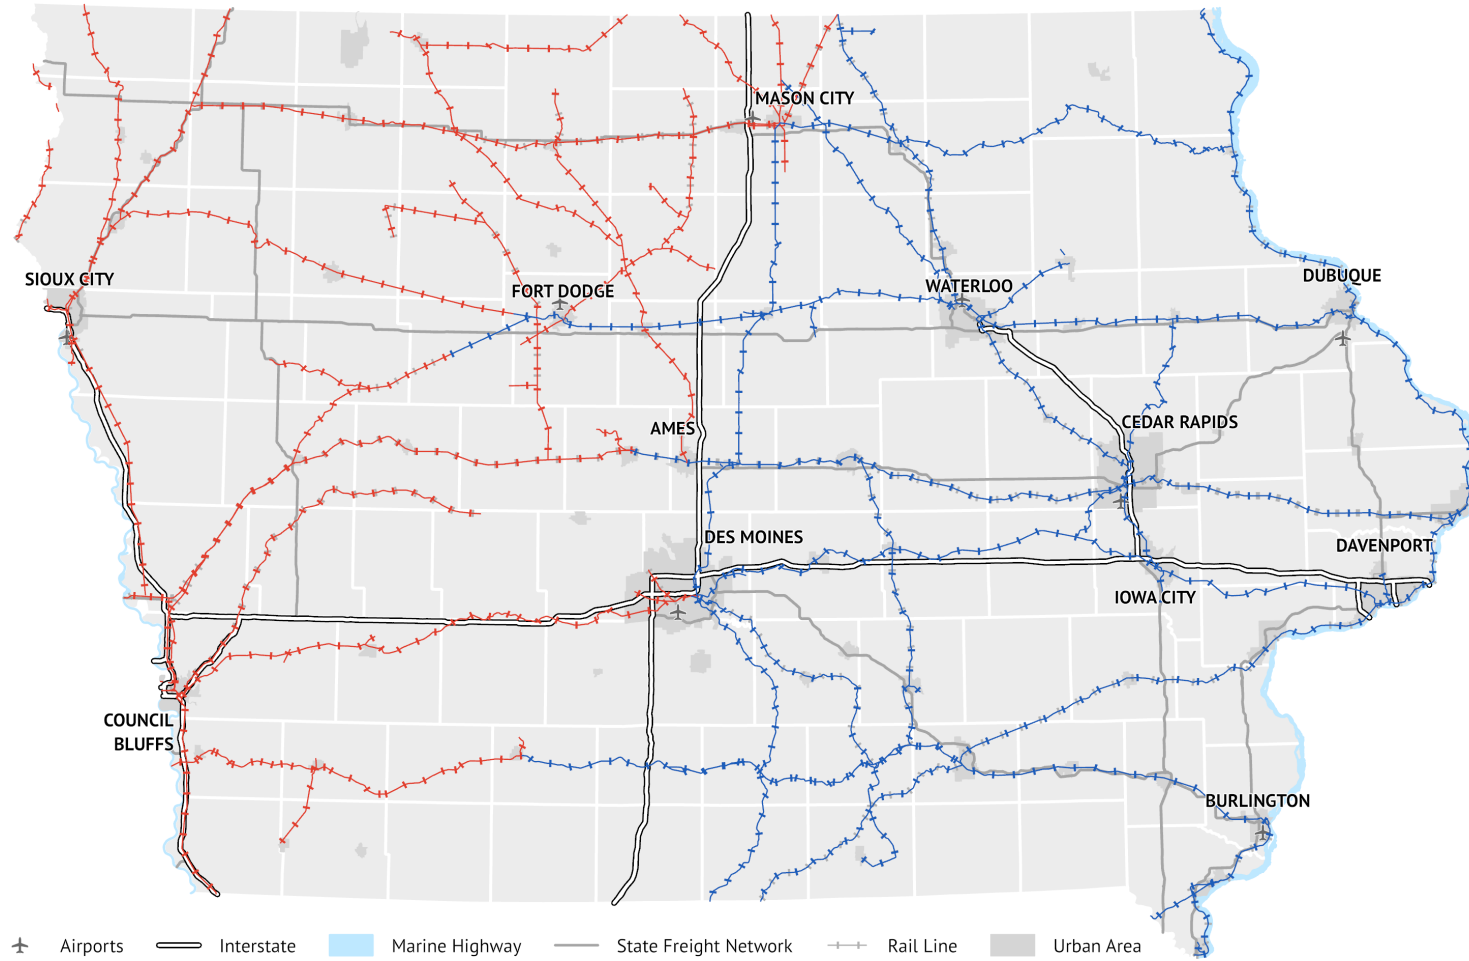 MASON CITY
SIOUX CITY
FORT DODGE
WATERLOO
DUBUQUE
AMES
CEDAR RAPIDS
DES MOINES
DAVENPORT
IOWA CITY
COUNCIL
BLUFFS
BURLINGTON
Airports
Interstate
Marine Highway
State Freight Network
Rail Line
Urban Area